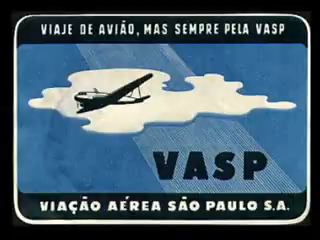 VIAJE DE AVIÃO, MAS SEMPRE PELA VASP
VASP
VIAÇÃO AÉREA SÃO PAULO S.A.